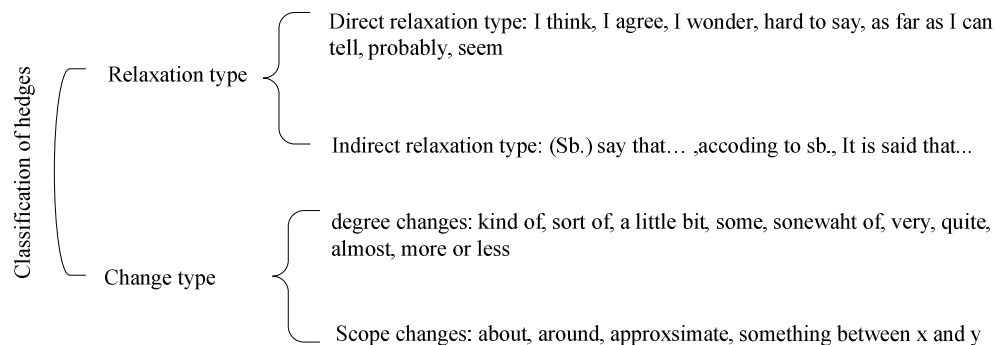 Classification of hedges
Relaxation type
Direct relaxation type: I think, I agree, I wonder, hard to say, as far as I can
tell, probably, seem
Indirect relaxation type: (Sb.) say that… ,accoding to sb., It is said that...
Change type
degree changes: kind of, sort of, a little bit, some, sonewaht of, very, quite,
almost, more or less
Scope changes: about, around, approxsimate, something between x and y